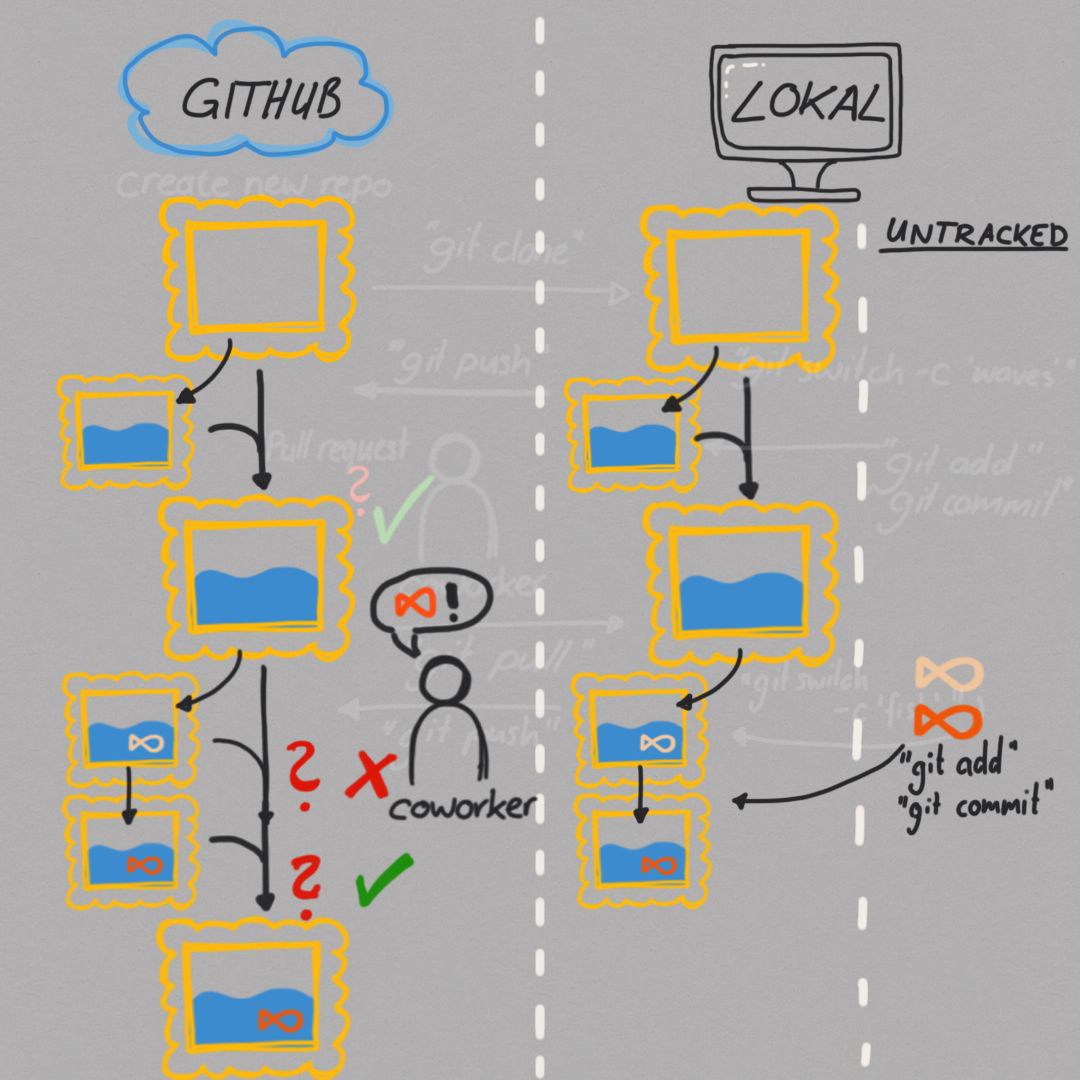 GITHUB
LOKAL
create new repo
UNTRACKED
"git clone"
"git push"
"git switch -c 'waves'"
Pull request
?
"git add"
"git commit"
!
coworker
pull"
"git switch
-c 'fish')
"git push"
"git add"
"git commit"
?
coworker
?